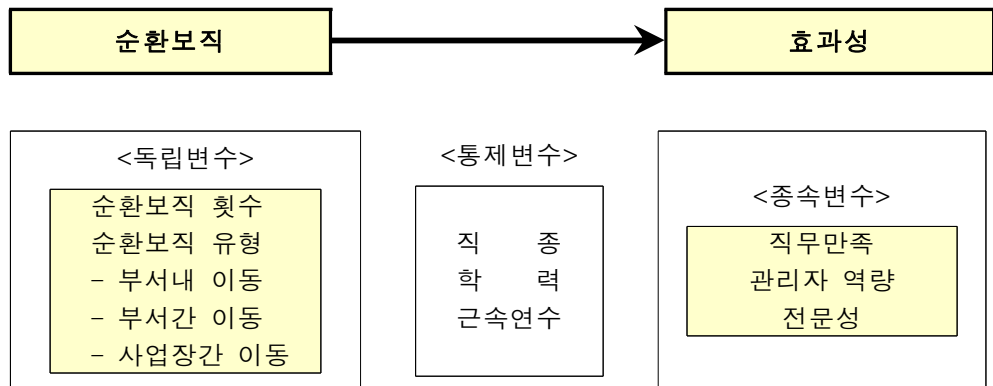 순환보직
효과성
<독립변수>
순환보직 횟수
순환보직 유형
- 부서내 이동
- 부서간 이동
- 사업장간 이동
<통제변수>
직 종
학 력
근속연수
<종속변수>
직무만족
관리자 역량
전문성